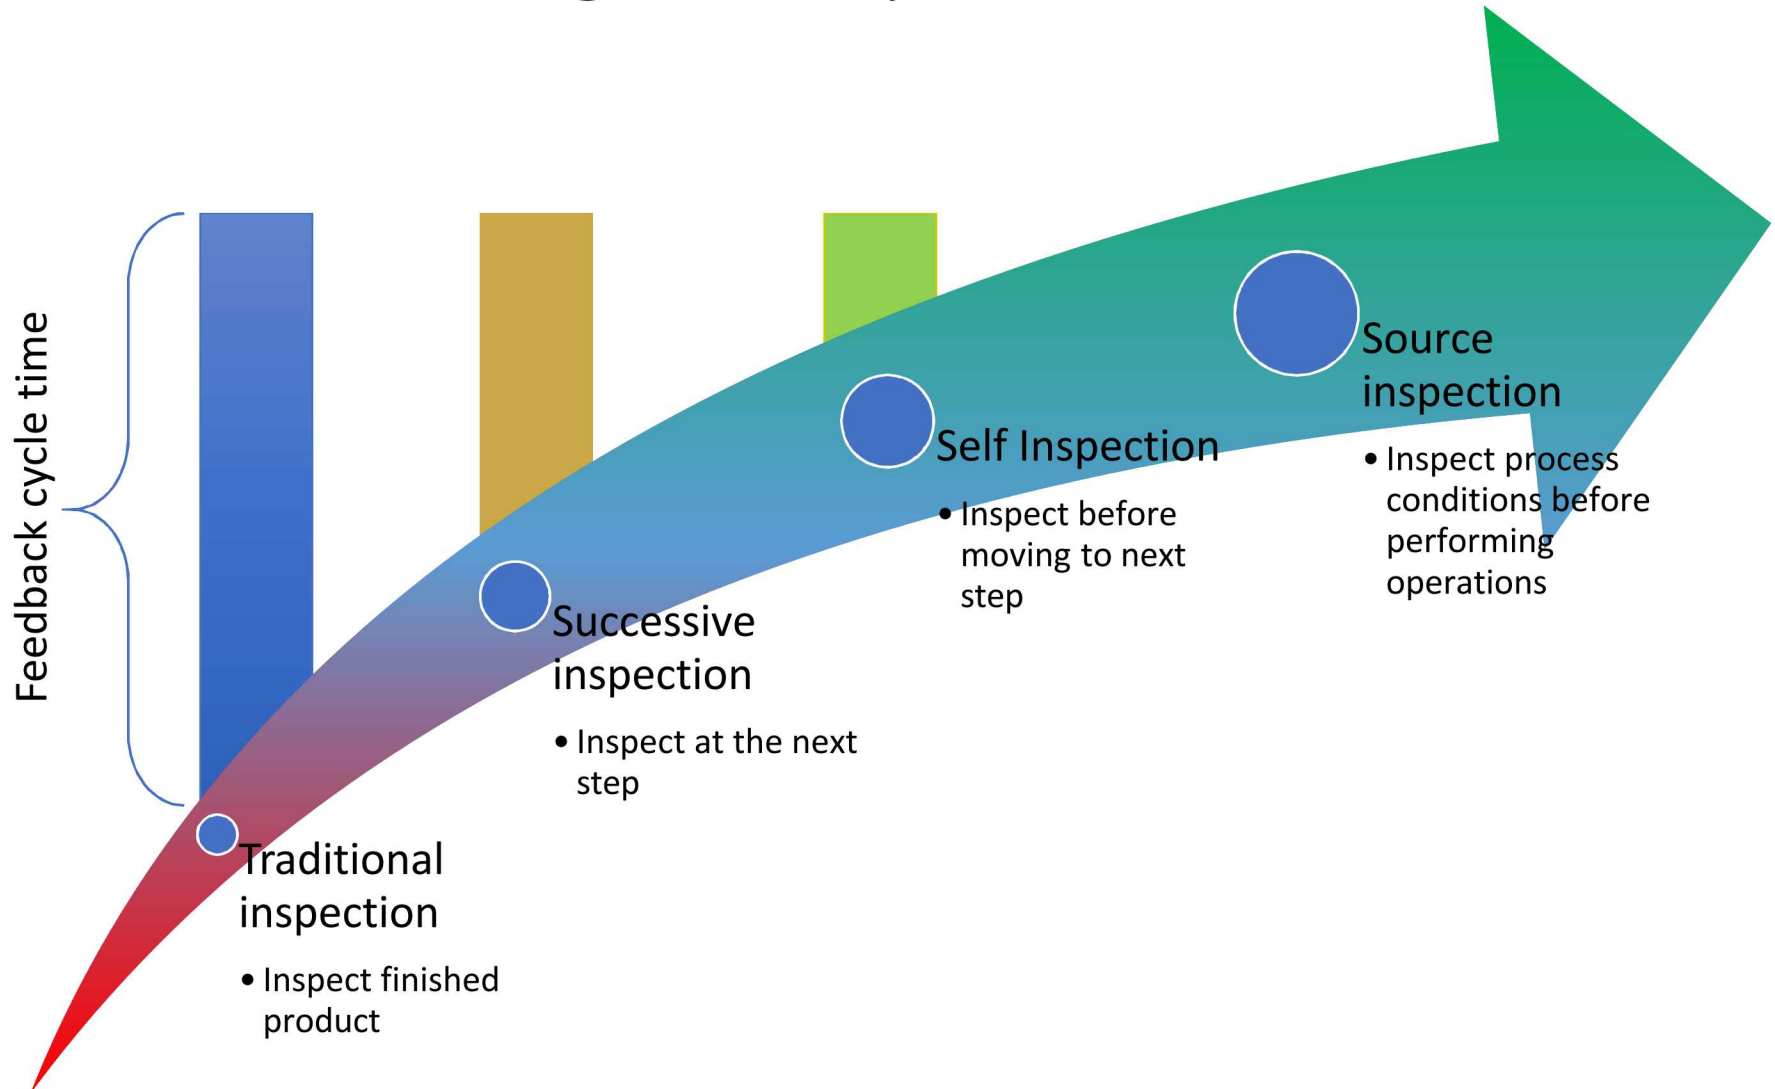 Feedback cycle time
Traditional
inspection
• Inspect finished
product
Successive
inspection
• Inspect at the next
step
Self Inspection
• Inspect before
moving to next
step
Source
inspection
• Inspect process
conditions before
performing
operations